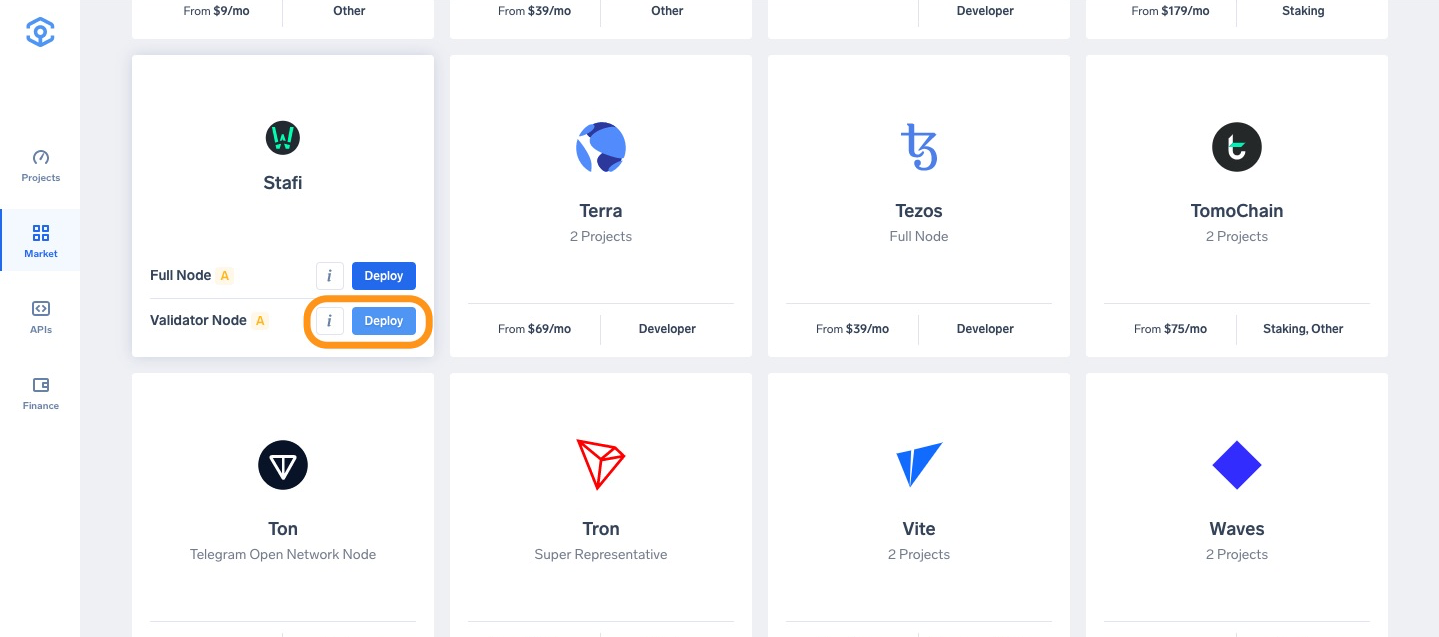 From $9/mo Other
From $39/mo Other
Developer
From $179/mo Staking
Projects
Market
APIs
Finance
Stafi
Full Node A i Deploy
Validator Node A i Deploy
Terra
2 Projects
From $69/mo Developer
Tezos
Full Node
From $39/mo Developer
TomoChain
2 Projects
From $75/mo Staking, Other
Ton
Telegram Open Network Node
Tron
Super Representative
Vite
2 Projects
Waves
2 Projects